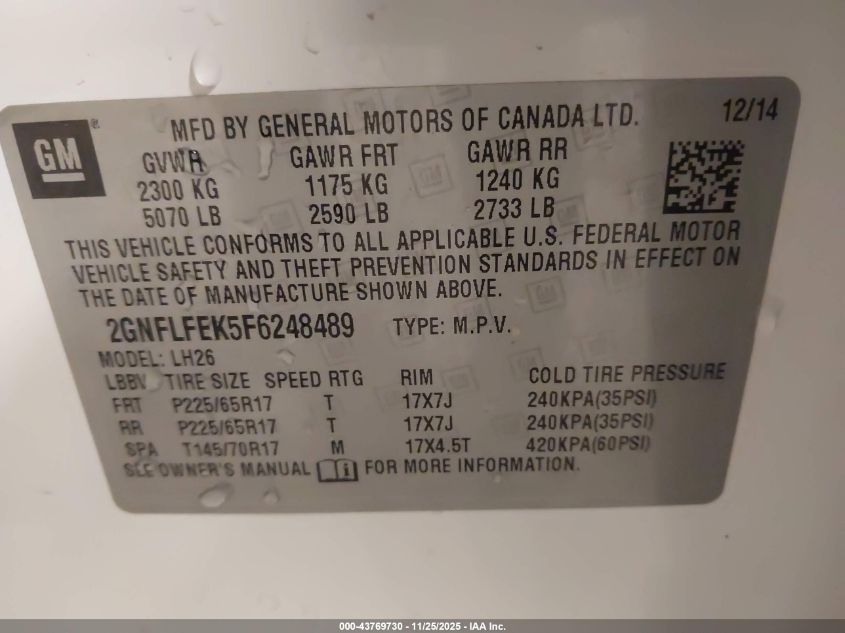 GM ®
MFD BY GENERAL MOTORS OF CANADA LTD. 12/14
GVWR GAWR FRT GAWR RR
2300 KG 1175 KG 1240 KG
5070 LB 2590 LB 2733 LB
THIS VEHICLE CONFORMS TO ALL APPLICABLE U.S. FEDERAL MOTOR
VEHICLE SAFETY AND THEFT PREVENTION STANDARDS IN EFFECT ON
THE DATE OF MANUFACTURE SHOWN ABOVE.
2GNFLFEK5F6248489 TYPE: M.P.V.
MODEL: LH26
LBBV TIRE SIZE SPEED RTG RIM COLD TIRE PRESSURE
FRT P225/65R17 T 17X7J 240KPA(35PSI)
RR P225/65R17 T 17X7J 240KPA(35PSI)
SPA T145/70R17 M 17X4.5T 420KPA(60PSI)
SEE OWNER'S MANUAL FOR MORE INFORMATION.
000-43769730 - 11/25/2025 - IAA Inc.